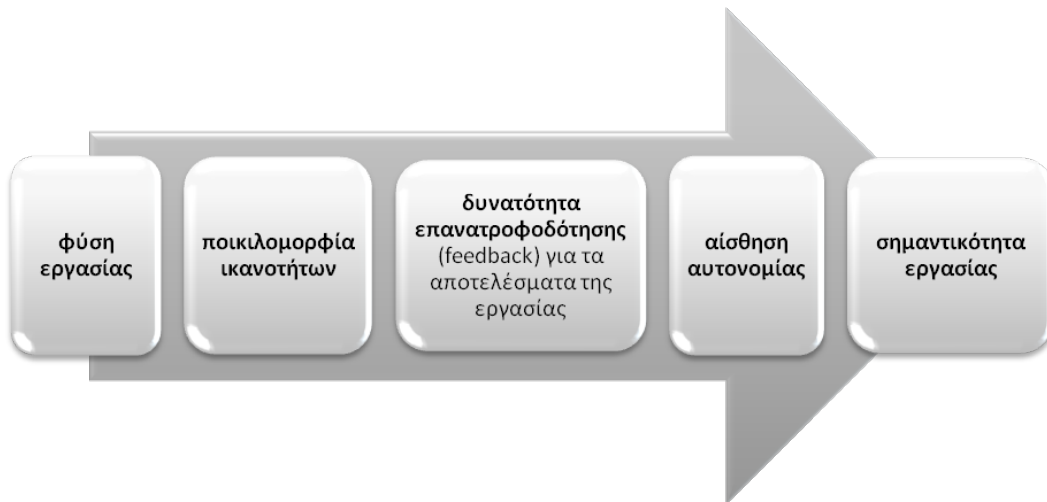 φύση
εργασίας
ποικιλομορφία
ικανοτήτων
δυνατότητα
επανατροφοδότησης
(feedback) για τα
αποτελέσματα της
εργασίας
αίσθηση
αυτονομίας
σημαντικότητα
εργασίας